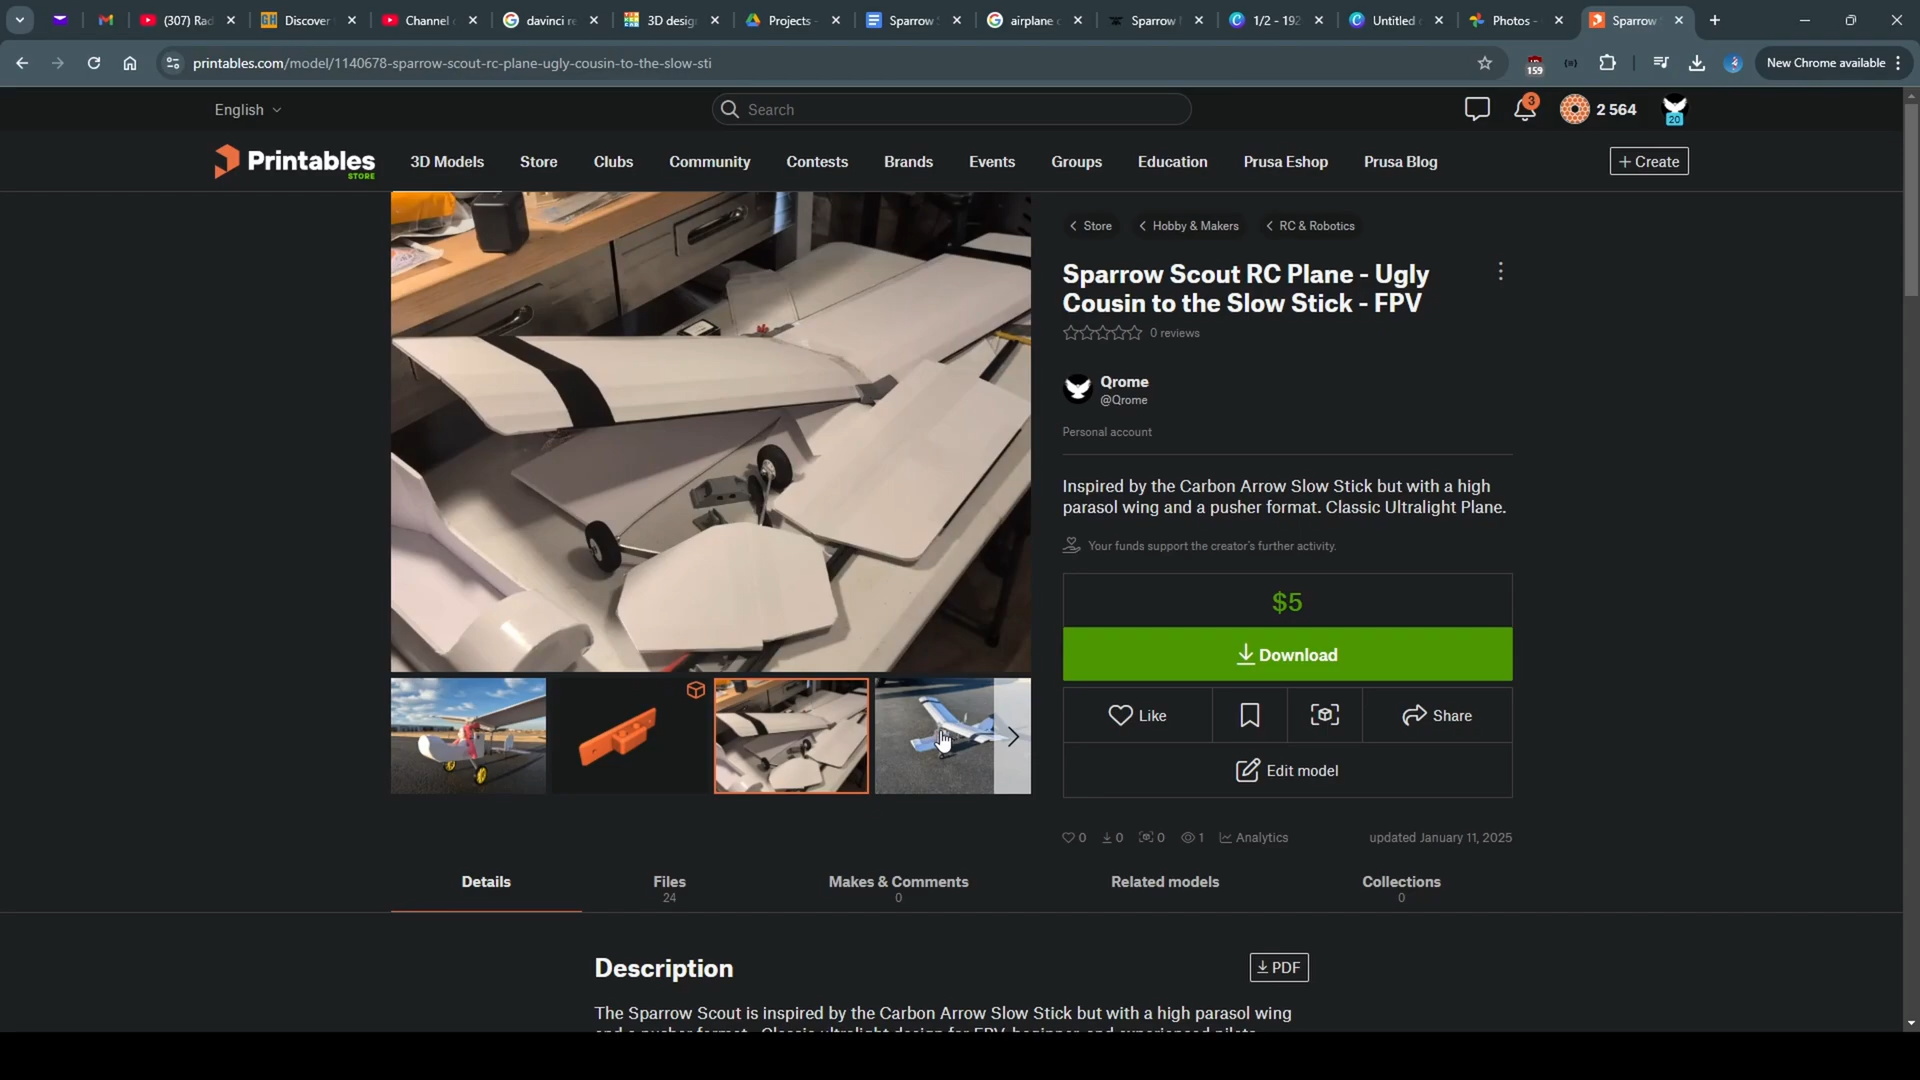 (307) Rad
Discover
Channel
davinci re
3D design
Projects -
Sparrow
airplane
Sparrow
1/2 - 192
Untitled
Photos -
Sparrow
printables.com/model/1140678-sparrow-scout-rc-plane-ugly-cousin-to-the-slow-sti
159
New Chrome available
English
Search
3
2 564
20
Printables
STORE
3D Models
Store
Clubs
Community
Contests
Brands
Events
Groups
Education
Prusa Eshop
Prusa Blog
+ Create
Store
Hobby & Makers
RC & Robotics
Sparrow Scout RC Plane - Ugly
Cousin to the Slow Stick - FPV
0 reviews
Qrome
@Qrome
Personal account
Inspired by the Carbon Arrow Slow Stick but with a high
parasol wing and a pusher format. Classic Ultralight Plane.
Your funds support the creator's further activity.
$5
Download
Like
Share
Edit model
0
0
0
1
Analytics
updated January 11, 2025
Details
Files
24
Makes & Comments
0
Related models
Collections
0
Description
PDF
The Sparrow Scout is inspired by the Carbon Arrow Slow Stick but with a high parasol wing